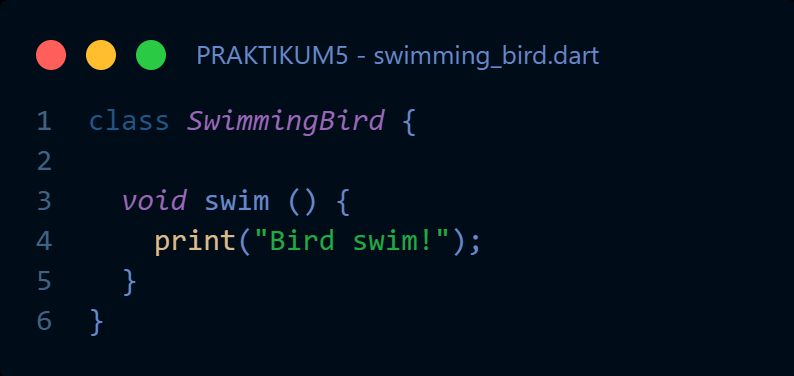 PRAKTIKUM5 - swimming_bird.dart
1 class SwimmingBird {
2
3   void swim () {
4     print("Bird swim!");
5   }
6 }